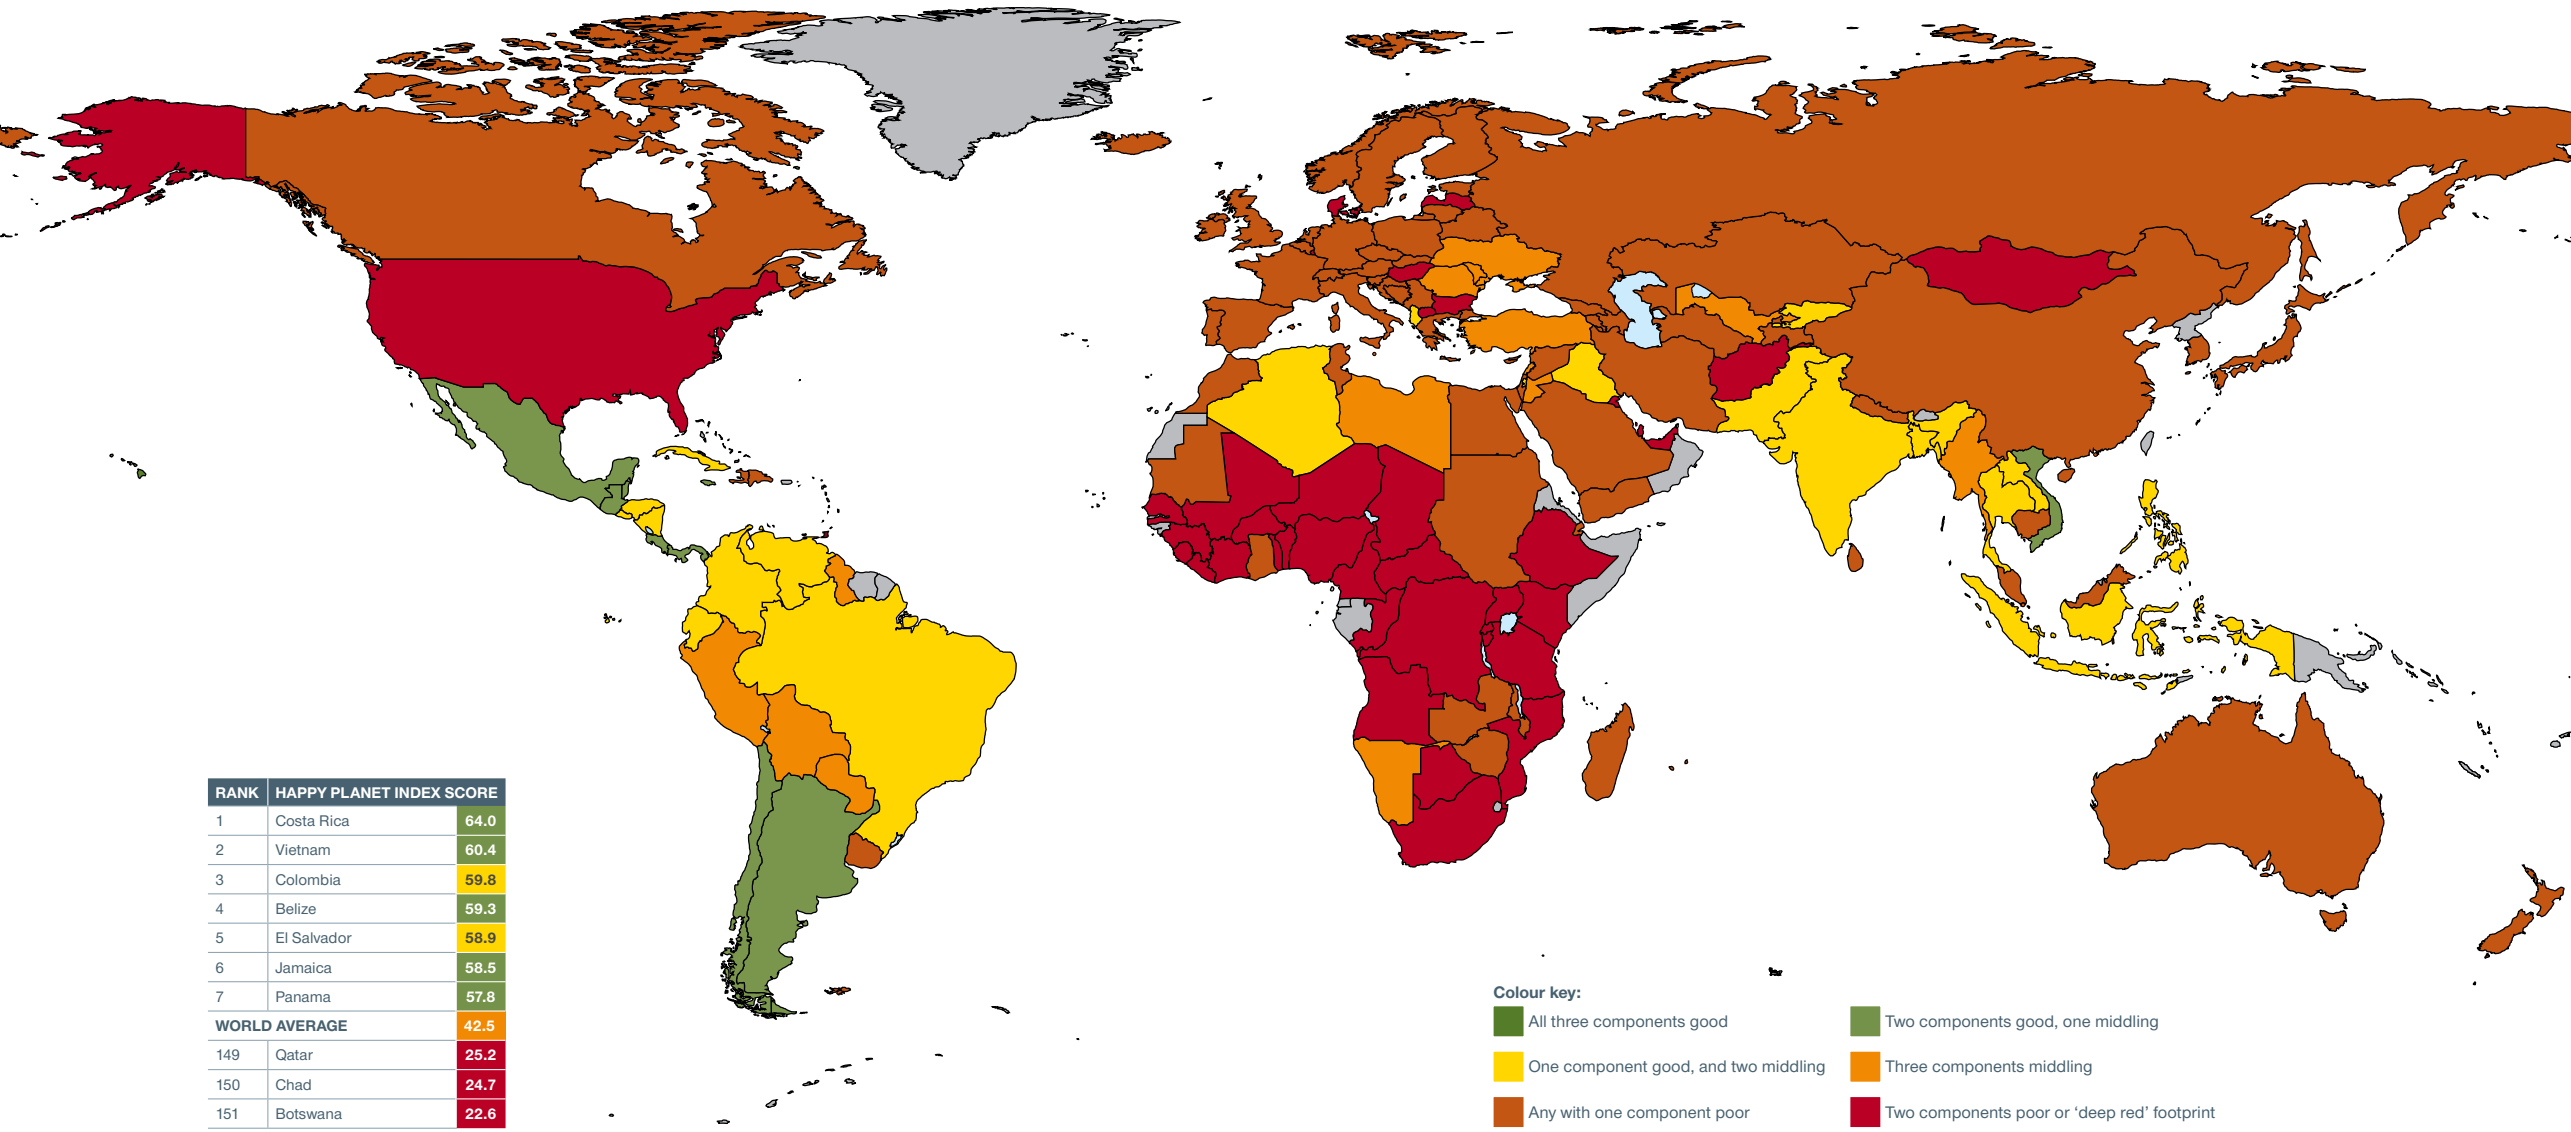 RANK HAPPY PLANET INDEX SCORE
1 Costa Rica 64.0
2 Vietnam 60.4
3 Colombia 59.8
4 Belize 59.3
5 El Salvador 58.9
6 Jamaica 58.5
7 Panama 57.8
WORLD AVERAGE 42.5
149 Qatar 25.2
150 Chad 24.7
151 Botswana 22.6
Colour key:
All three components good
Two components good, one middling
One component good, and two middling
Three components middling
Any with one component poor
Two components poor or ‘deep red’ footprint